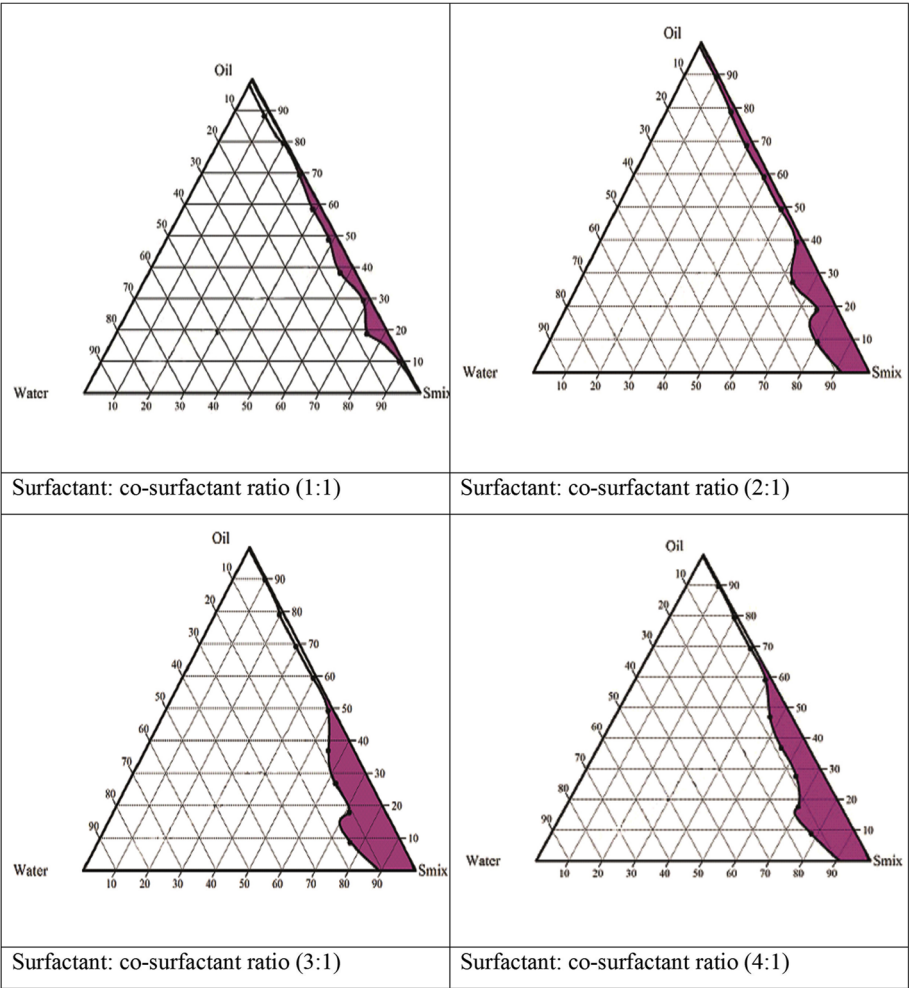 Oil
10 90
20 80
30 70
40 60
50 50
60 40
70 30
80 20
90 10
Water Smix
10 20 30 40 50 60 70 80 90
Surfactant: co-surfactant ratio (1:1)
Oil
10 90
20 80
30 70
60
50
60 40
70 30
80 20
90 10
Water Smix
10 20 30 40 50 60 70 80 90
Surfactant: co-surfactant ratio (2:1)
Oil
10 90
20 80
30 70
40 60
50 50
60 40
70 30
80 20
90 10
Water Smix
10 20 30 40 50 60 70 80 90
Surfactant: co-surfactant ratio (3:1)
Oil
10 90
20 80
30 70
40 60
50 50
60 40
70 30
80 20
90 10
Water Smix
10 20 30 40 50 60 70 80 90
Surfactant: co-surfactant ratio (4:1)